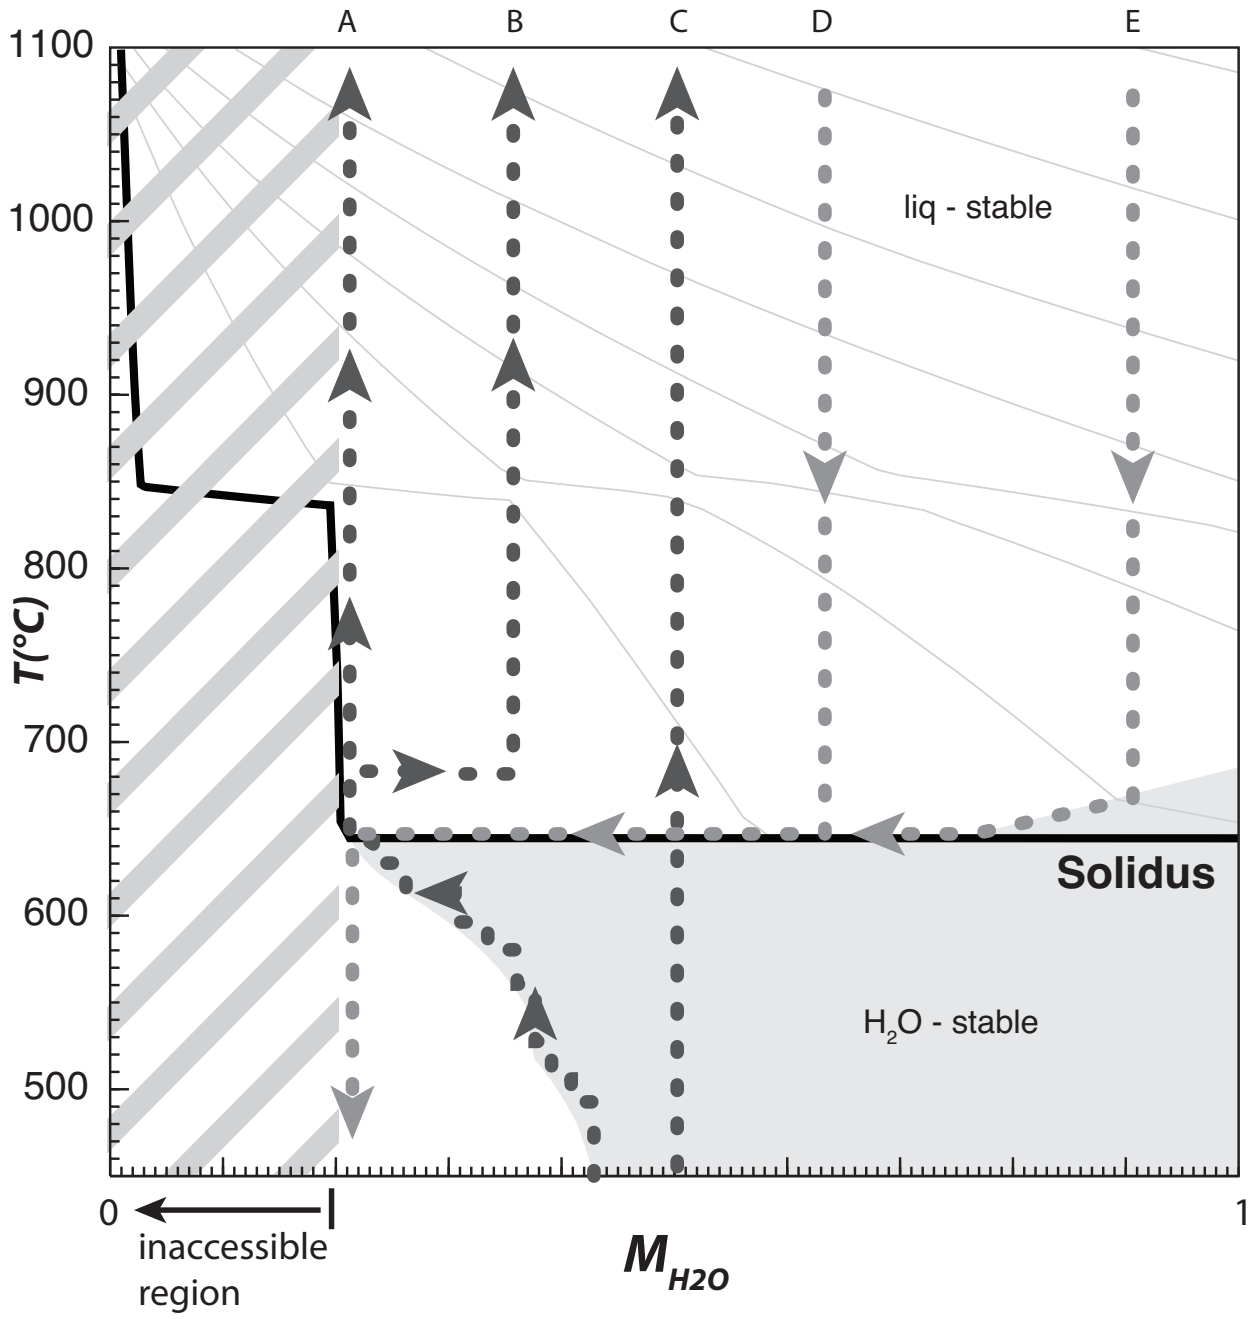 A B C D E
1100
1000
900
800
700
600
500
T(°C)
liq - stable
Solidus
H2O - stable
0 1
inaccessible
region
MH2O